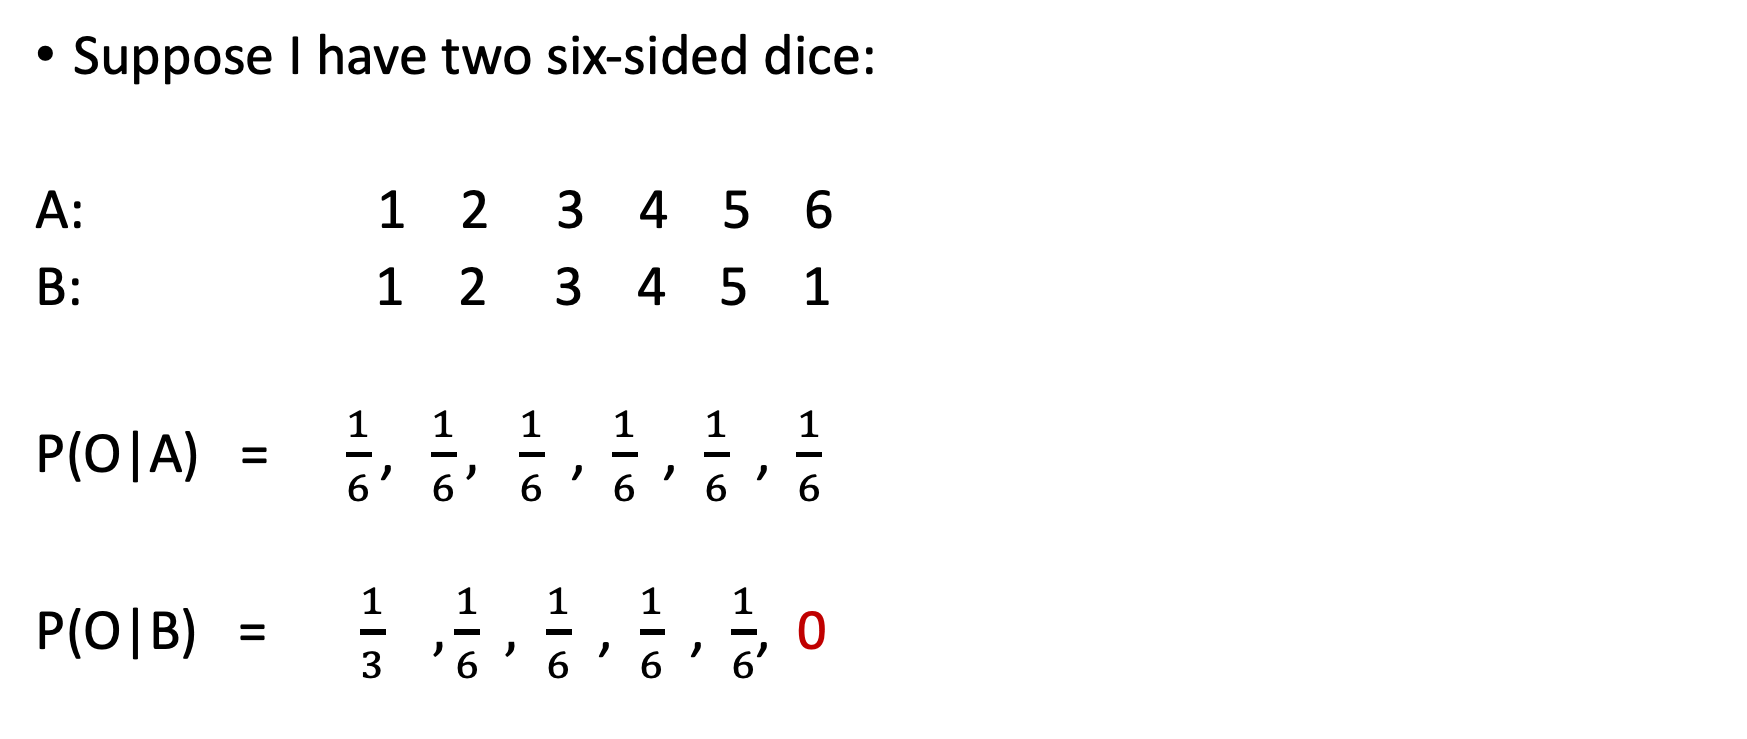 • Suppose I have two six-sided dice:
A: 1 2 3 4 5 6
B: 1 2 3 4 5 1
P(O|A) = 1/6, 1/6, 1/6, 1/6, 1/6, 1/6
P(O|B) = 1/3, 1/6, 1/6, 1/6, 1/6, 0